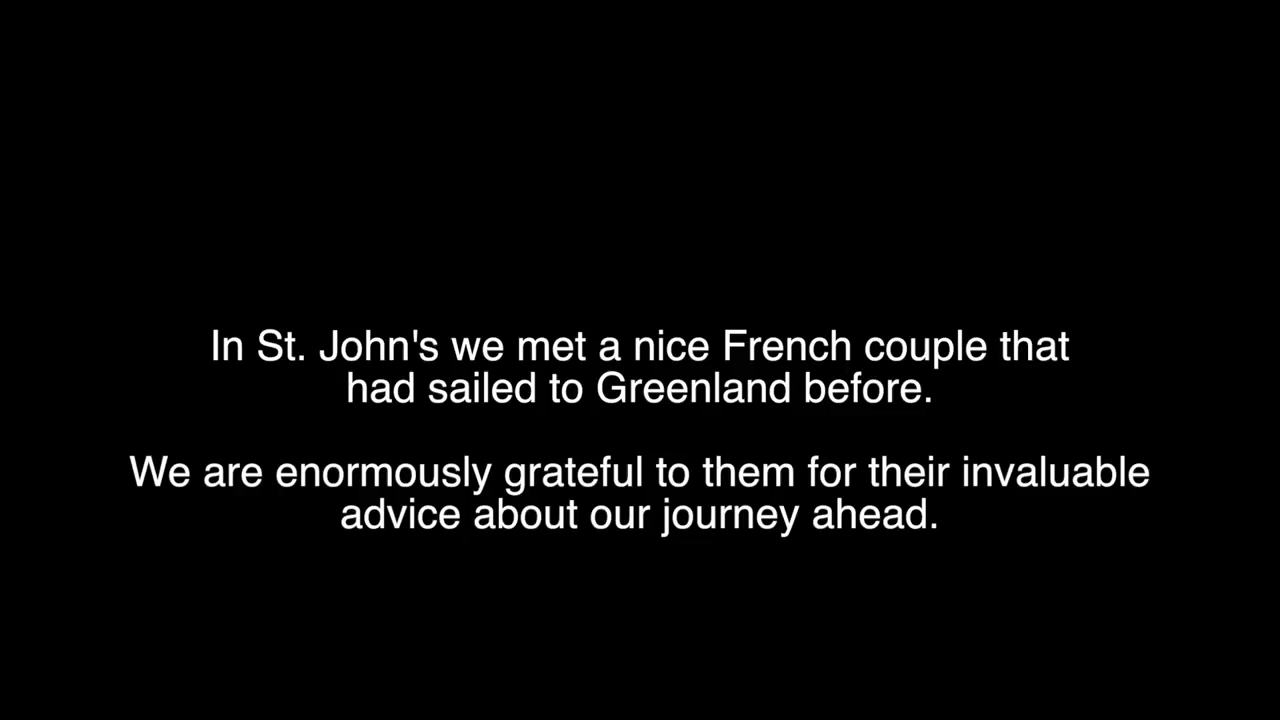 In St. John's we met a nice French couple that
had sailed to Greenland before.
We are enormously grateful to them for their invaluable
advice about our journey ahead.